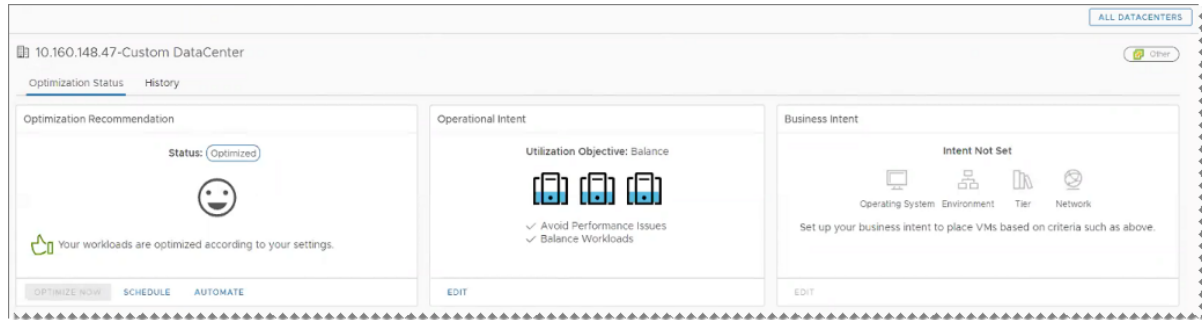 ALL DATACENTERS
10.160.148.47-Custom DataCenter
Other
Optimization Status History
Optimization Recommendation
Status: Optimized
Your workloads are optimized according to your settings.
OPTIMIZE NOW SCHEDULE AUTOMATE
Operational Intent
Utilization Objective: Balance
Avoid Performance Issues
Balance Workloads
EDIT
Business Intent
Intent Not Set
Operating System Environment Tier Network
Set up your business intent to place VMs based on criteria such as above.
EDIT